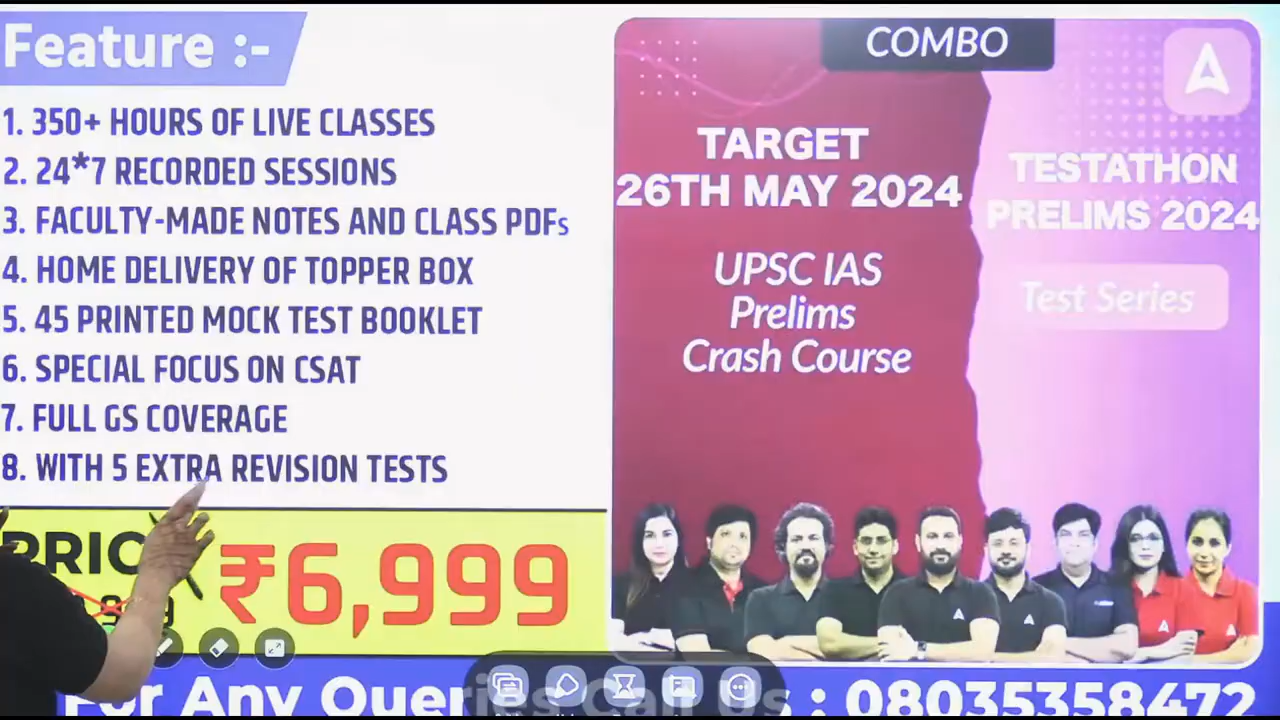 Feature :-
1. 350+ HOURS OF LIVE CLASSES
2. 24*7 RECORDED SESSIONS
3. FACULTY-MADE NOTES AND CLASS PDFs
4. HOME DELIVERY OF TOPPER BOX
5. 45 PRINTED MOCK TEST BOOKLET
6. SPECIAL FOCUS ON CSAT
7. FULL GS COVERAGE
8. WITH 5 EXTRA REVISION TESTS
₹6,999
COMBO
TARGET
26TH MAY 2024
UPSC IAS
Prelims
Crash Course
TESTATHON
PRELIMS 2024
Test Series
For Any Queries Call Us : 08035358472